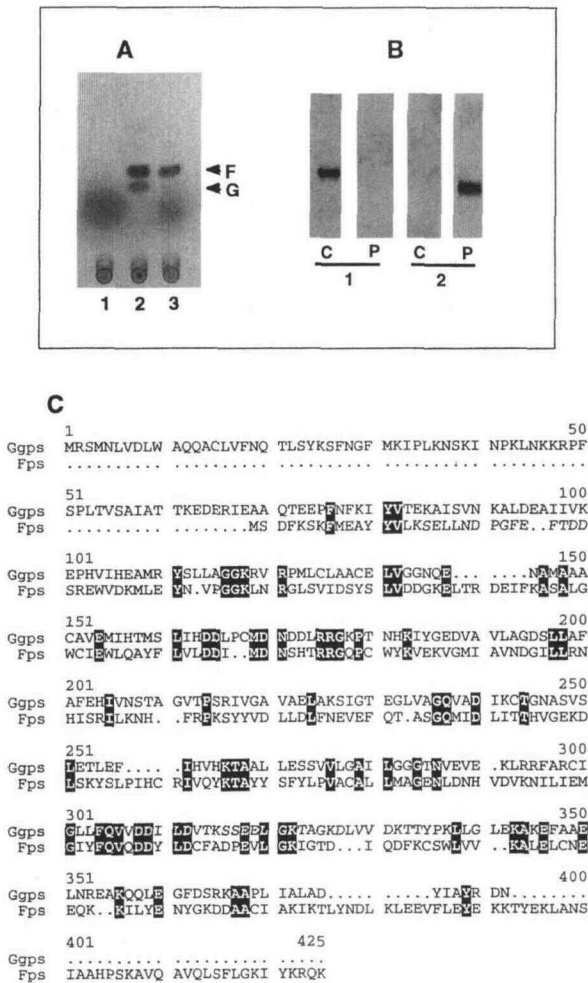 A
B
F
G
1 2 3
C P C P
1 2
C
1 50
Ggps MRSMNLVDLW AQQACLVFNQ TLSYKSFNGF MKIPLKNSKI NPKLNKKRPF
Fps .......... .......... .......... .......... ..........
51 100
Ggps SPLTVSAIAT TKEDERIEAA QTEEPFNFKI YVTEKAISVN KALDEAIIVK
Fps ..........  ........MS DFKSKFMEAY YVLKSELLND PGFE..FTDD
101 150
Ggps EPHVIHEAMR YSLLAGGKRV RPMLCLAACE LVGGNQE... ....NAMAAA
Fps SREWVDKMLE YN.VPGGKLN RGLSVIDSYS LVDDGKELTR DEIFKASALG
151 200
Ggps CAVEMIHTMS LIHDDLPCMD NDDLRRGKPT NHKIYGEDVA VLAGDSLLAF
Fps WCIEWLQAYF LVLDDI..MD NSHTRRGQPC WYKVEKVGMI AVNDGILLRN
201 250
Ggps AFEHIVNSTA GVTPSRIVGA VAELAKSIGT EGLVAGQVAD IKCTGNASVS
Fps HISRILKNHF .FRPKSYYVD LLDLFNEVEF QT.ASGQMID LITTHVGEKD
251 300
Ggps LETLEF.... .IHVHKTAAL LESSVVLGAI LGGGTNVEVE .KLRRFARCI
Fps LSKYSLPIHC RIVQYKTAYY SFYLPVACAL LMAGENLDNH VDVKNILIEM
301 350
Ggps GLLFQVVDDI LDVTKSSEEL GKTAGKDLVV DKTTYPKLLG LEKAKEFAAE
Fps GIYFQVQDDY LDCFADPEVL GKIGTD..I QDFKCSWLVV .KALELCNE
351 400
Ggps LNREAKQQLE GFDSRKAAPL IALAD..... .....YIAYR DN........
Fps EQK..KILYE NYGKDDAACI AKIKTLYNDL KLEEVFLEYE KKTYEKLANS
401 425
Ggps .......... .......... .....
Fps IAAHPSKAVQ AVQLSFLGKI YKRQK